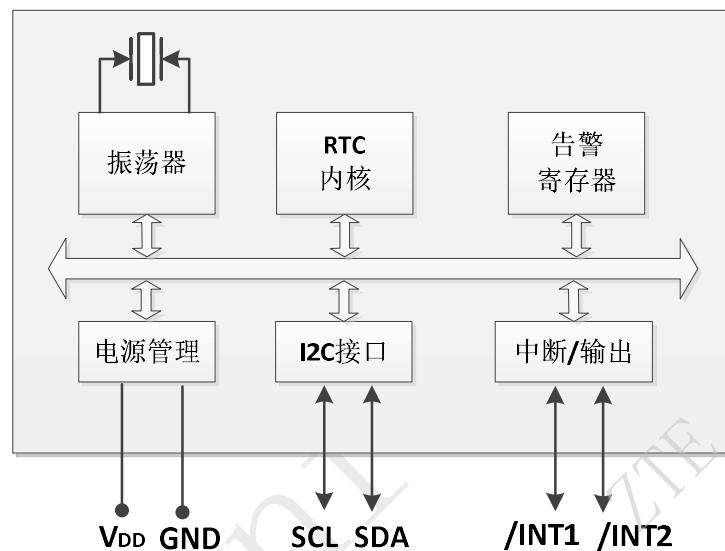 振荡器
RTC
内核
告警
寄存器
电源管理
I2C接口
中断/输出
VDD GND SCL SDA /INT1 /INT2
ZTE